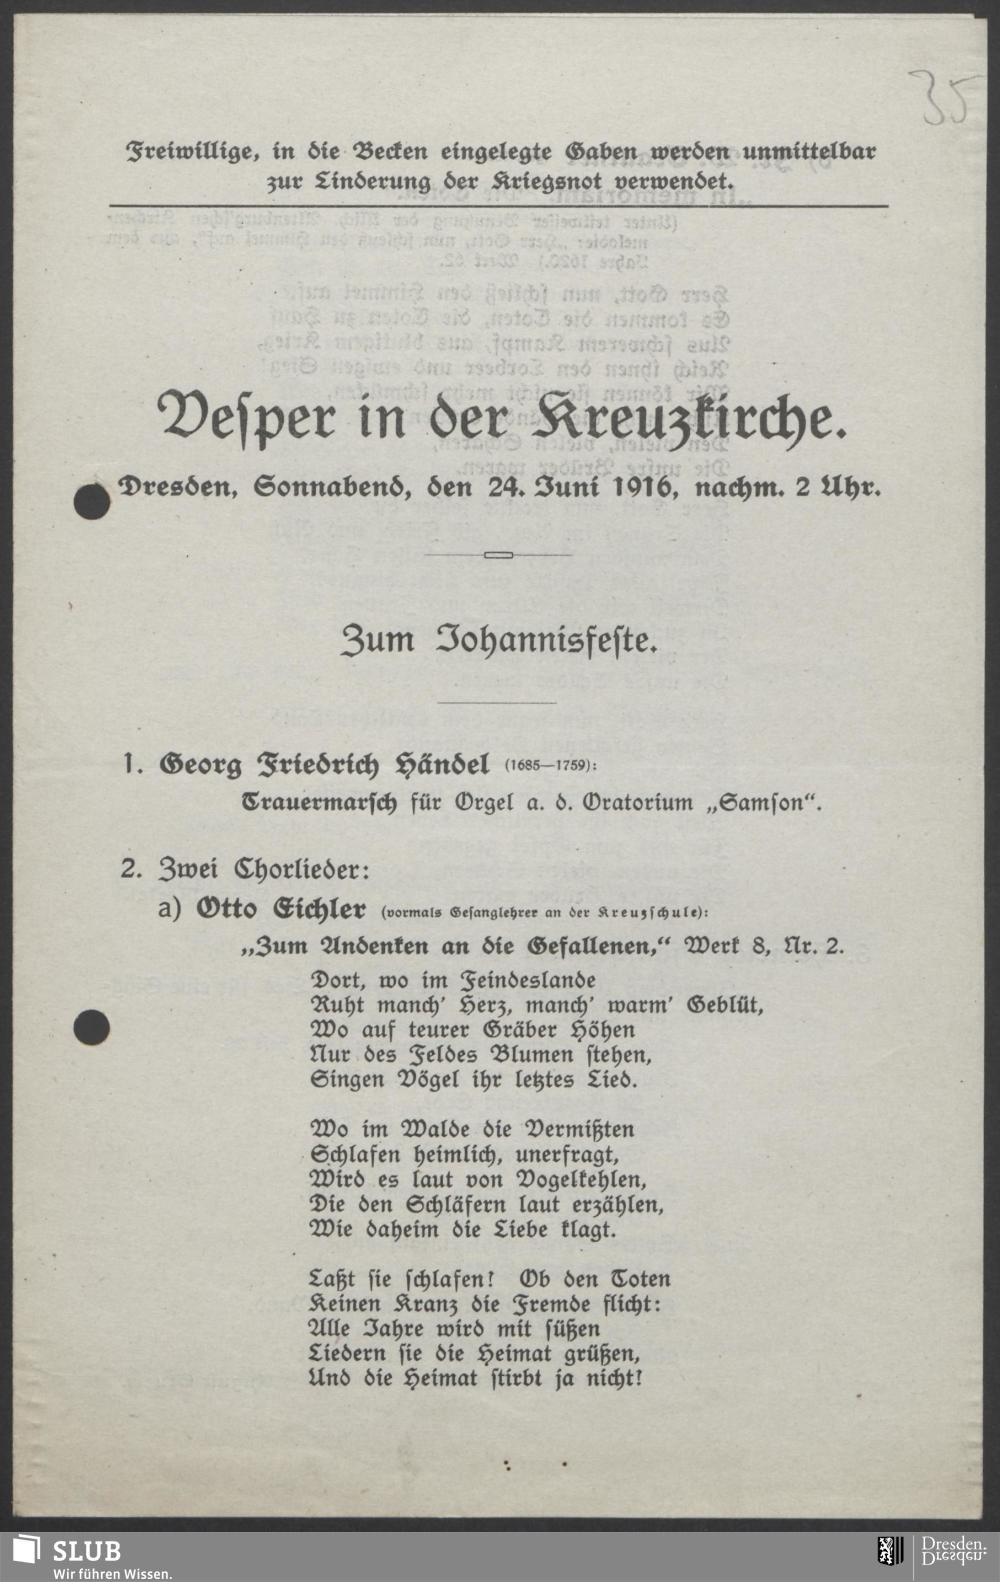 35
Freiwillige, in die Becken eingelegte Gaben werden unmittelbar
zur Linderung der Kriegsnot verwendet.
Vesper in der Kreuzkirche.
Dresden, Sonnabend, den 24. Juni 1916, nachm. 2 Uhr.
Zum Johannisfeste.
1. Georg Friedrich Händel (1685—1759):
Trauermarsch für Orgel a. d. Oratorium „Samson“.
2. Zwei Chorlieder:
a) Otto Eichler (vormals Gesanglehrer an der Kreuzschule):
„Zum Andenken an die Gefallenen,“ Werk 8, Nr. 2.
Dort, wo im Feindeslande
Ruht manch’ Herz, manch’ warm’ Geblüt,
Wo auf teurer Gräber Höhen
Nur des Feldes Blumen stehen,
Singen Vögel ihr letztes Lied.
Wo im Walde die Vermißten
Schlafen heimlich, unerfragt,
Wird es laut von Vogelkehlen,
Die den Schläfern laut erzählen,
Wie daheim die Liebe klagt.
Laßt sie schlafen! Ob den Toten
Keinen Kranz die Fremde flicht:
Alle Jahre wird mit süßen
Liedern sie die Heimat grüßen,
Und die Heimat stirbt ja nicht!
SLUB
Wir führen Wissen.
Dresden.
Dresden.